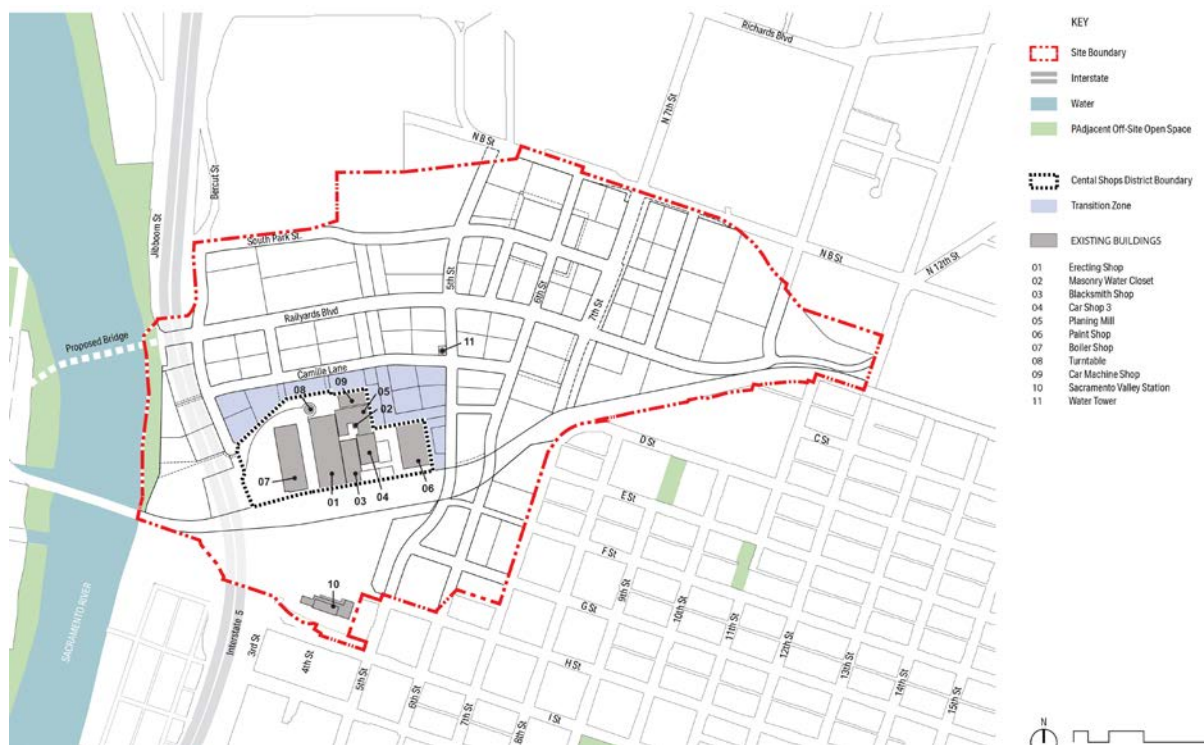 Richards Blvd
N 7th St
N B St
Bercut St
Jibboom St
South Park St.
5th St
6th St
7th St
N B St
N 12th St
Railyards Blvd
Proposed Bridge
11
Camille Lane
09
08
05
02
07
01
03
04
06
C St
D St
E St
F St
G St
H St
I St
10
SACRAMENTO RIVER
Interstate 5
3rd St
4th St
5th St
6th St
7th St
8th St
9th St
10th St
11th St
12th St
13th St
14th St
15th St
KEY
Site Boundary
Interstate
Water
PAdjacent Off-Site Open Space
Cental Shops District Boundary
Transition Zone
EXISTING BUILDINGS
01 Erecting Shop
02 Masonry Water Closet
03 Blacksmith Shop
04 Car Shop 3
05 Planing Mill
06 Paint Shop
07 Boiler Shop
08 Turntable
09 Car Machine Shop
10 Sacramento Valley Station
11 Water Tower
N